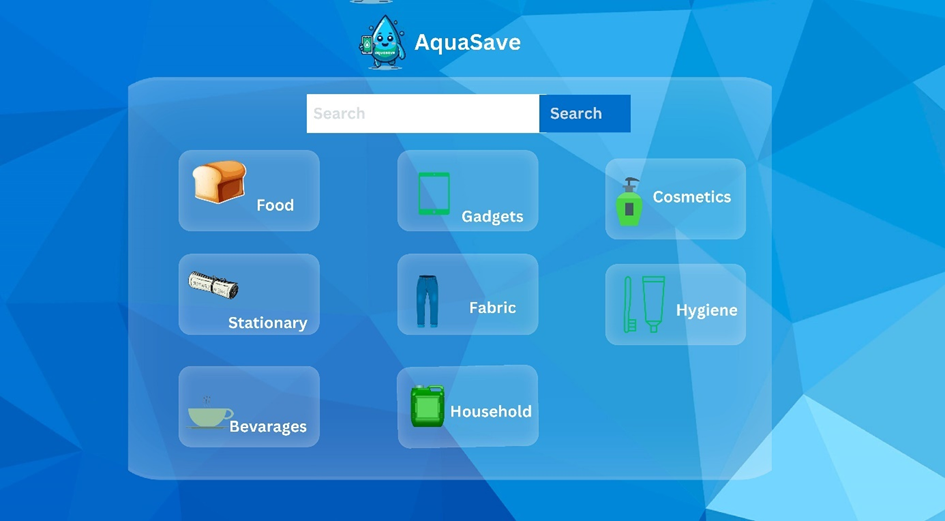 AquaSave
Search
Search
Food
Gadgets
Cosmetics
Stationary
Fabric
Hygiene
Bevarages
Household